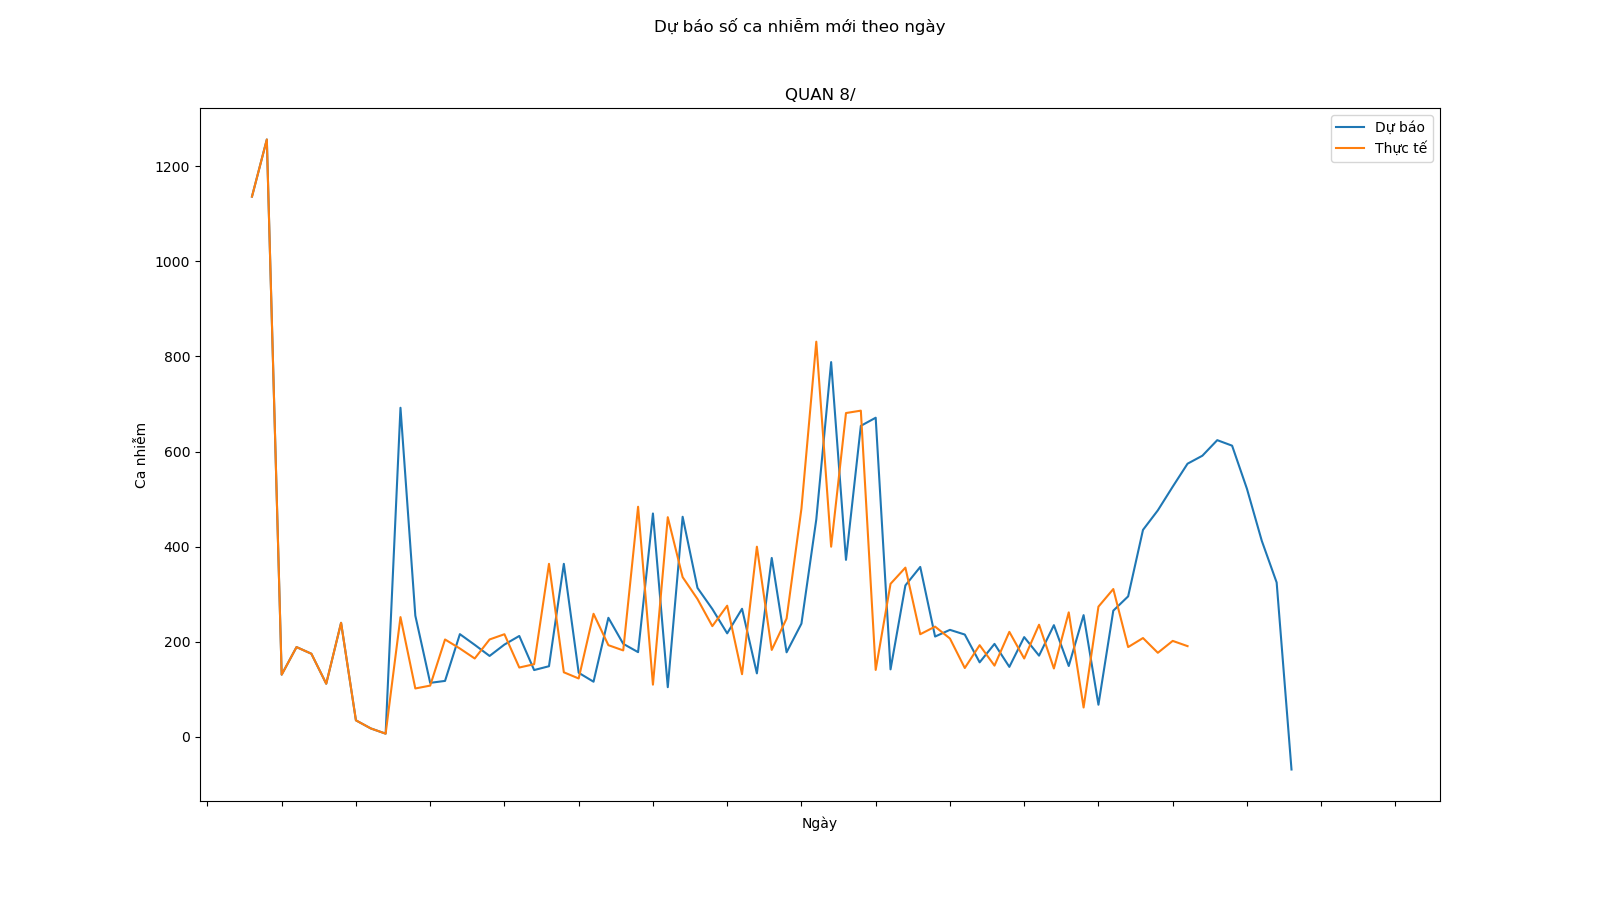 Dự báo số ca nhiễm mới theo ngày
QUAN 8/
Dự báo
Thực tế
1200
1000
800
600
400
200
0
Ca nhiễm
Ngày